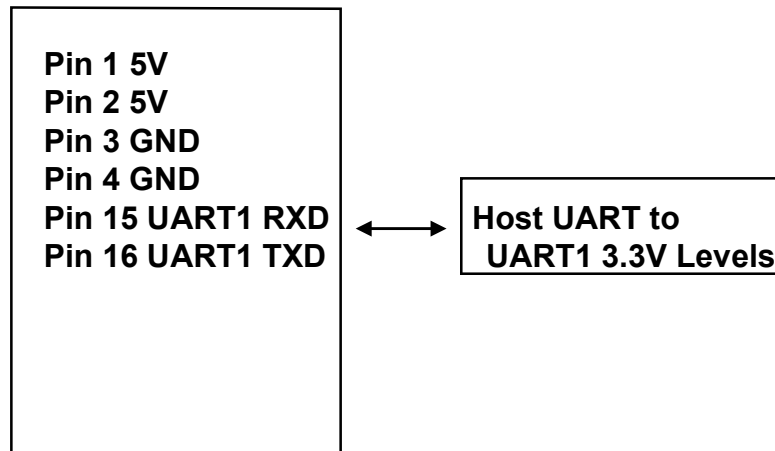 Pin 1 5V
Pin 2 5V
Pin 3 GND
Pin 4 GND
Pin 15 UART1 RXD
Pin 16 UART1 TXD
Host UART to
UART1 3.3V Levels